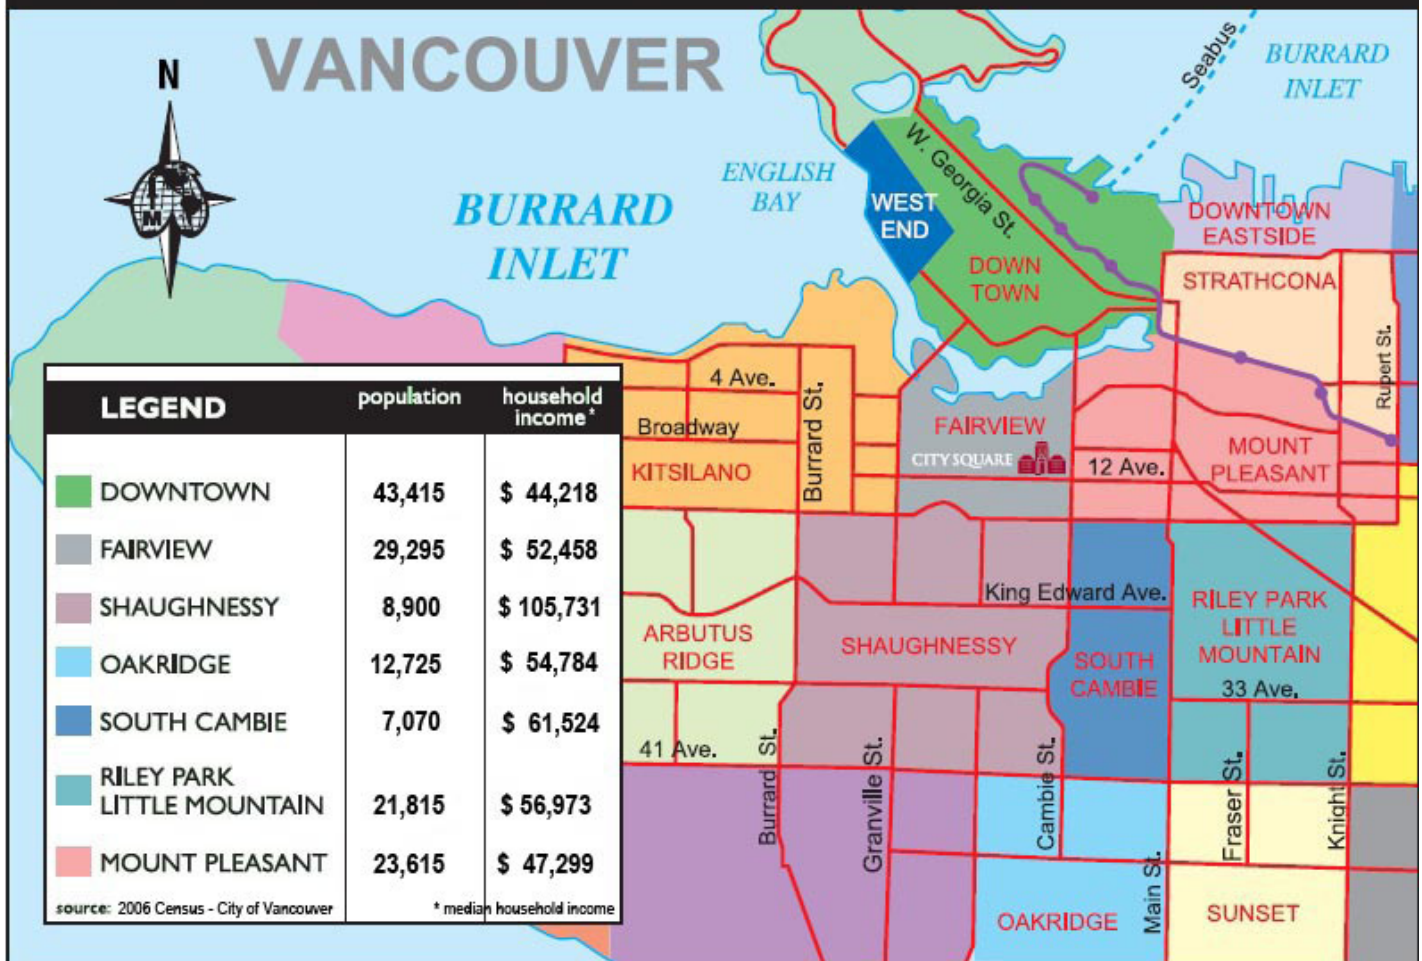 VANCOUVER
N
I
M
BURRARD
INLET
ENGLISH
BAY
Seabus
BURRARD
INLET
W. Georgia St.
WEST
END
DOWN
TOWN
DOWNTOWN
EASTSIDE
STRATHCONA
Rupert St.
4 Ave.
Broadway
Burrard St.
KITSILANO
FAIRVIEW
CITY SQUARE
12 Ave.
MOUNT
PLEASANT
King Edward Ave.
ARBUTUS
RIDGE
SHAUGHNESSY
SOUTH
CAMBIE
RILEY PARK
LITTLE
MOUNTAIN
33 Ave.
41 Ave.
Burrard St.
Granville St.
Cambie St.
Main St.
Fraser St.
Knight St.
OAKRIDGE
SUNSET
LEGEND population household income*
DOWNTOWN 43,415 $ 44,218
FAIRVIEW 29,295 $ 52,458
SHAUGHNESSY 8,900 $ 105,731
OAKRIDGE 12,725 $ 54,784
SOUTH CAMBIE 7,070 $ 61,524
RILEY PARK
LITTLE MOUNTAIN 21,815 $ 56,973
MOUNT PLEASANT 23,615 $ 47,299
source: 2006 Census - City of Vancouver * median household income